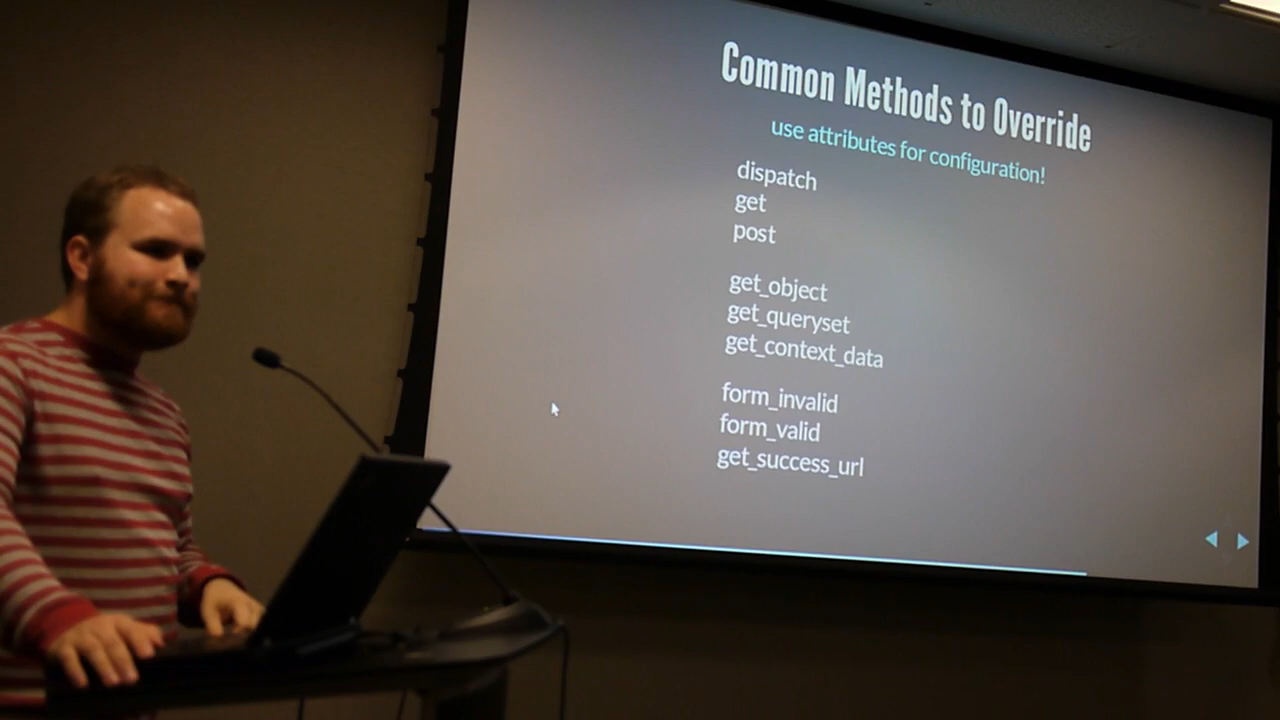 Common Methods to Override
use attributes for configuration!
dispatch
get
post
get_object
get_queryset
get_context_data
form_invalid
form_valid
get_success_url